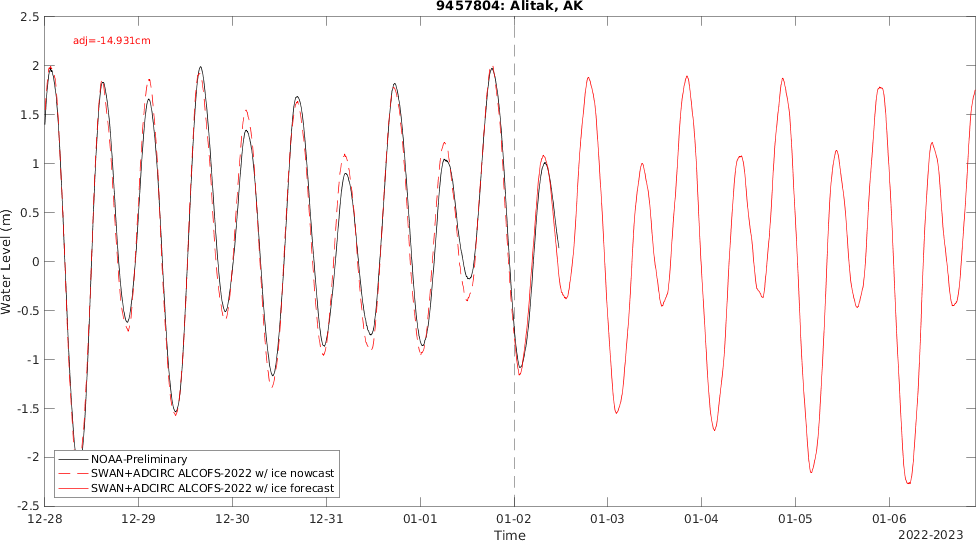 9457804: Alitak, AK
adj=-14.931cm
2.5
2
1.5
1
0.5
0
-0.5
-1
-1.5
-2
-2.5
Water Level (m)
NOAA-Preliminary
SWAN+ADCIRC ALCOFS-2022 w/ ice nowcast
SWAN+ADCIRC ALCOFS-2022 w/ ice forecast
12-28 12-29 12-30 12-31 01-01 01-02 01-03 01-04 01-05 01-06
Time
2022-2023